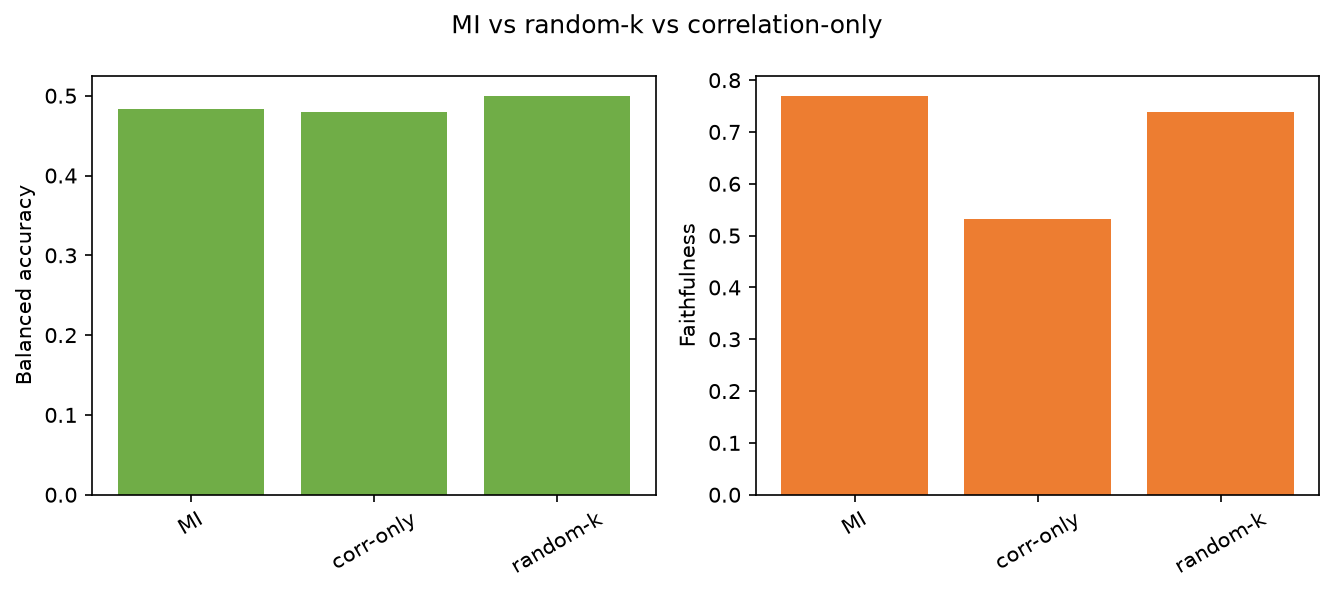 MI vs random-k vs correlation-only
Balanced accuracy
0.5
0.4
0.3
0.2
0.1
0.0
MI
corr-only
random-k
Faithfulness
0.8
0.7
0.6
0.5
0.4
0.3
0.2
0.1
0.0
MI
corr-only
random-k